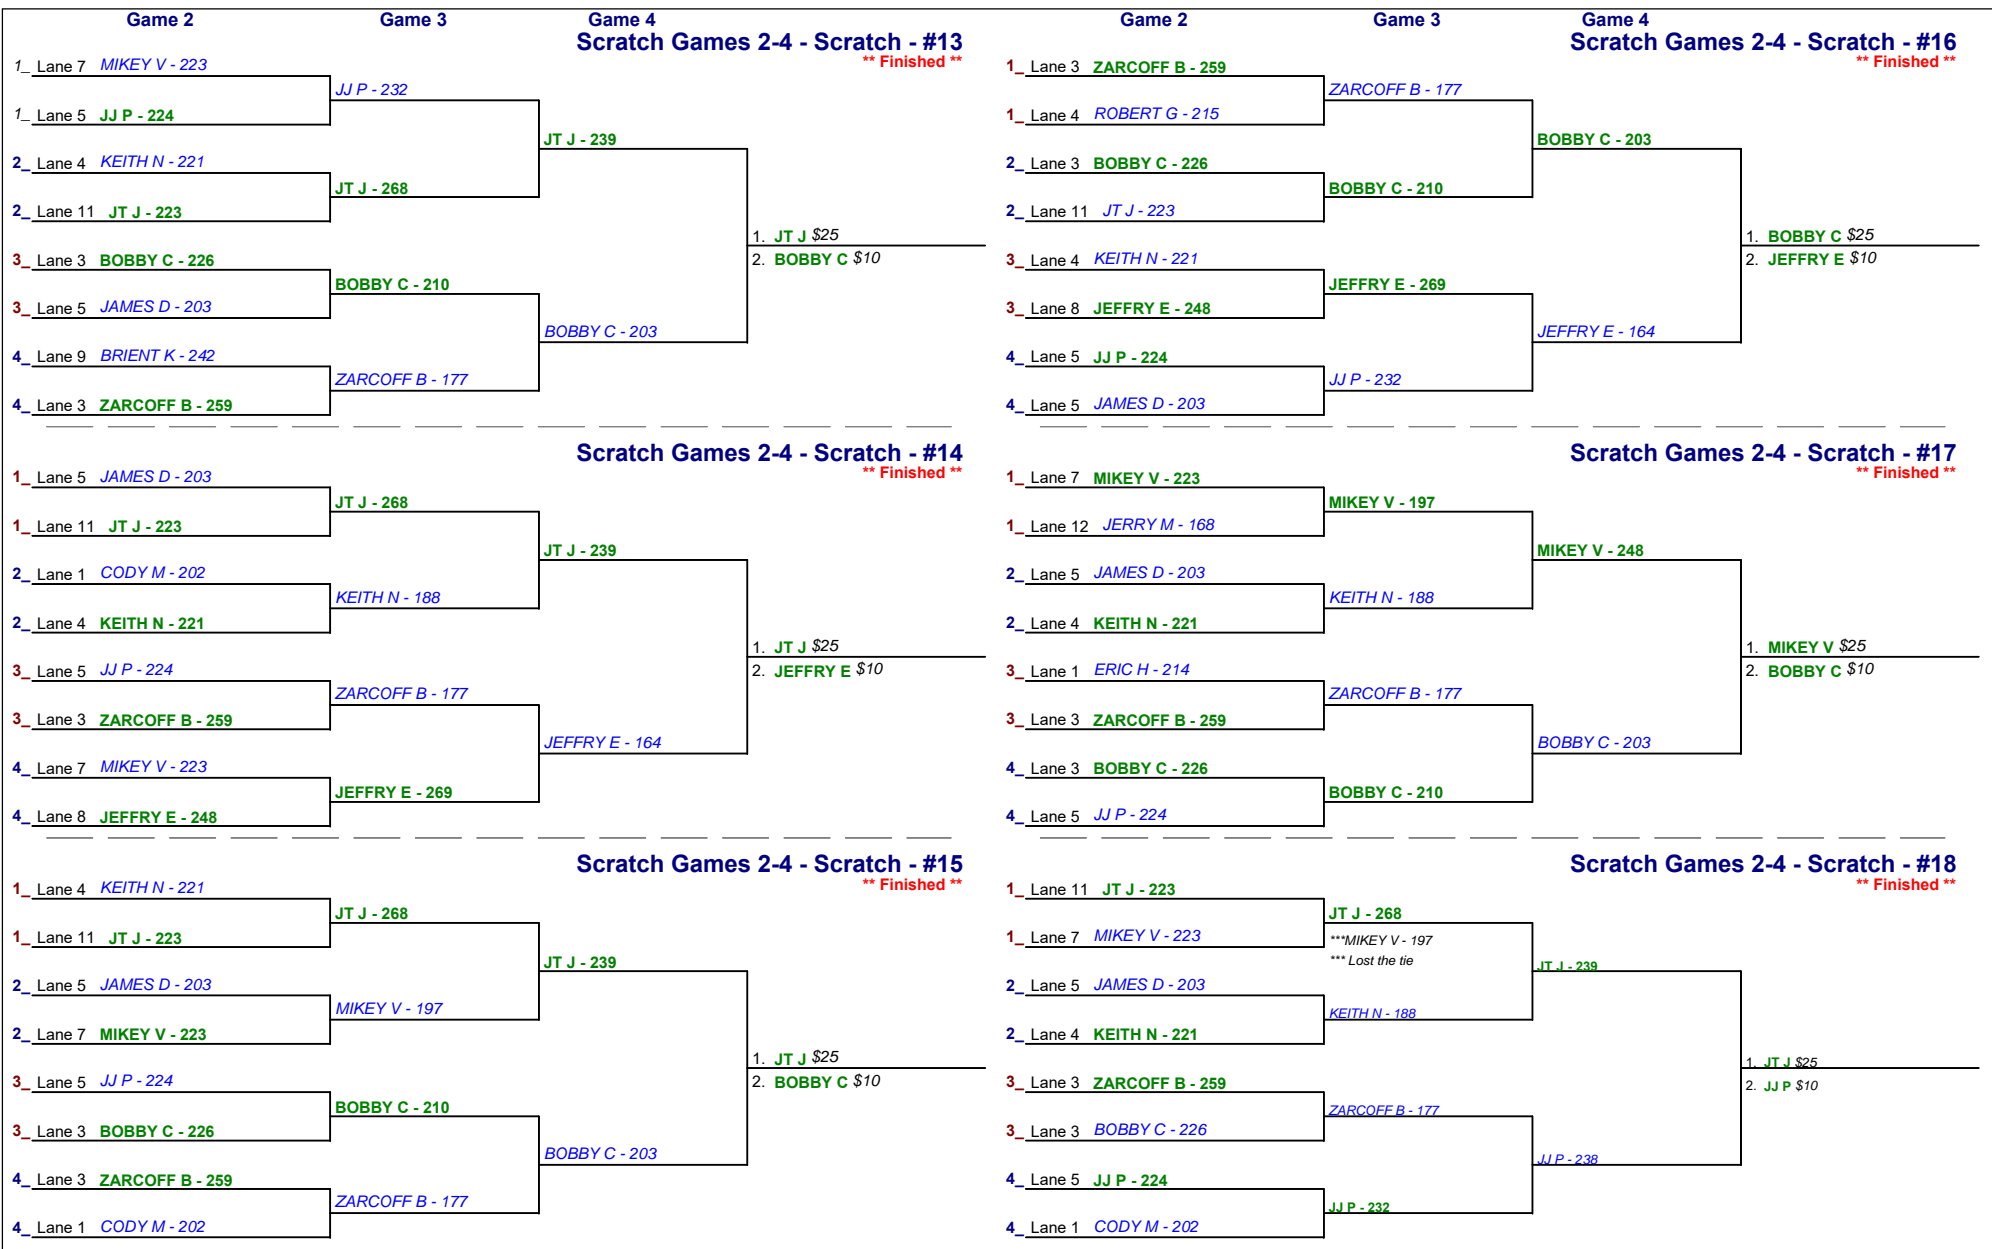 Game 2 Game 3 Game 4
Scratch Games 2-4 - Scratch - #13
** Finished **
1_ Lane 7 MIKEY V - 223
JJ P - 232
1_ Lane 5 JJ P - 224
JT J - 239
2_ Lane 4 KEITH N - 221
JT J - 268
2_ Lane 11 JT J - 223
1. JT J $25
2. BOBBY C $10
3_ Lane 3 BOBBY C - 226
BOBBY C - 210
3_ Lane 5 JAMES D - 203
BOBBY C - 203
4_ Lane 9 BRIENT K - 242
ZARCOFF B - 177
4_ Lane 3 ZARCOFF B - 259
Scratch Games 2-4 - Scratch - #14
** Finished **
1_ Lane 5 JAMES D - 203
JT J - 268
1_ Lane 11 JT J - 223
JT J - 239
2_ Lane 1 CODY M - 202
KEITH N - 188
2_ Lane 4 KEITH N - 221
1. JT J $25
2. JEFFRY E $10
3_ Lane 5 JJ P - 224
ZARCOFF B - 177
3_ Lane 3 ZARCOFF B - 259
JEFFRY E - 164
4_ Lane 7 MIKEY V - 223
JEFFRY E - 269
4_ Lane 8 JEFFRY E - 248
Scratch Games 2-4 - Scratch - #15
** Finished **
1_ Lane 4 KEITH N - 221
JT J - 268
1_ Lane 11 JT J - 223
JT J - 239
2_ Lane 5 JAMES D - 203
MIKEY V - 197
2_ Lane 7 MIKEY V - 223
1. JT J $25
2. BOBBY C $10
3_ Lane 5 JJ P - 224
BOBBY C - 210
3_ Lane 3 BOBBY C - 226
BOBBY C - 203
4_ Lane 3 ZARCOFF B - 259
ZARCOFF B - 177
4_ Lane 1 CODY M - 202
Game 2 Game 3 Game 4
Scratch Games 2-4 - Scratch - #16
** Finished **
1_ Lane 3 ZARCOFF B - 259
ZARCOFF B - 177
1_ Lane 4 ROBERT G - 215
BOBBY C - 203
2_ Lane 3 BOBBY C - 226
BOBBY C - 210
2_ Lane 11 JT J - 223
1. BOBBY C $25
2. JEFFRY E $10
3_ Lane 4 KEITH N - 221
JEFFRY E - 269
3_ Lane 8 JEFFRY E - 248
JEFFRY E - 164
4_ Lane 5 JJ P - 224
JJ P - 232
4_ Lane 5 JAMES D - 203
Scratch Games 2-4 - Scratch - #17
** Finished **
1_ Lane 7 MIKEY V - 223
MIKEY V - 197
1_ Lane 12 JERRY M - 168
MIKEY V - 248
2_ Lane 5 JAMES D - 203
KEITH N - 188
2_ Lane 4 KEITH N - 221
1. MIKEY V $25
2. BOBBY C $10
3_ Lane 1 ERIC H - 214
ZARCOFF B - 177
3_ Lane 3 ZARCOFF B - 259
BOBBY C - 203
4_ Lane 3 BOBBY C - 226
BOBBY C - 210
4_ Lane 5 JJ P - 224
Scratch Games 2-4 - Scratch - #18
** Finished **
1_ Lane 11 JT J - 223
JT J - 268
1_ Lane 7 MIKEY V - 223
***MIKEY V - 197
*** Lost the tie
JT J - 239
2_ Lane 5 JAMES D - 203
KEITH N - 188
2_ Lane 4 KEITH N - 221
1. JT J $25
2. JJ P $10
3_ Lane 3 ZARCOFF B - 259
ZARCOFF B - 177
3_ Lane 3 BOBBY C - 226
JJ P - 238
4_ Lane 5 JJ P - 224
JJ P - 232
4_ Lane 1 CODY M - 202